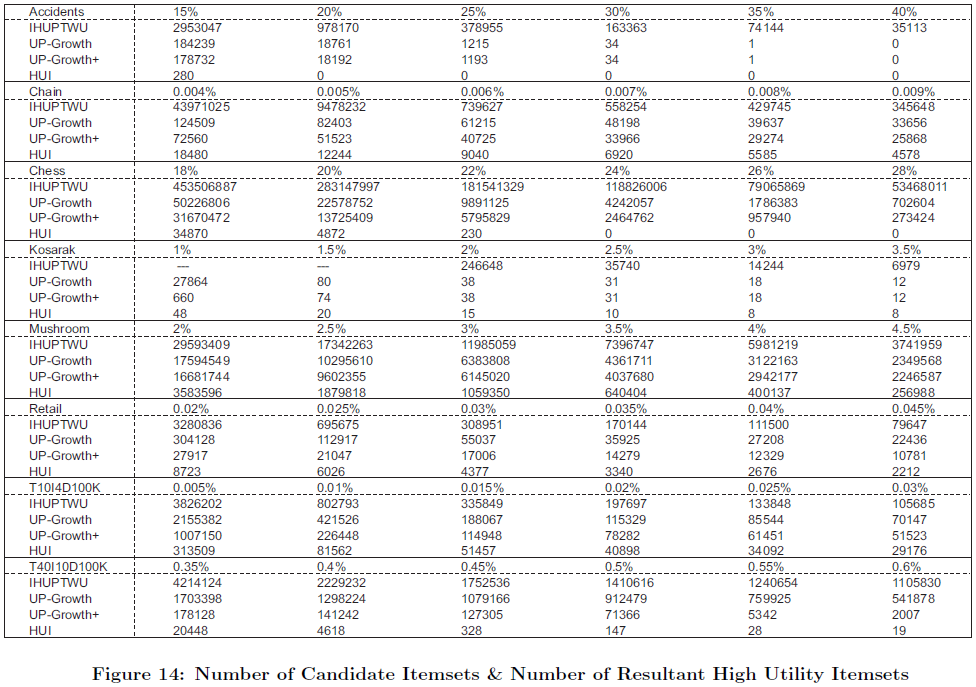 Accidents 15% 20% 25% 30% 35% 40%
IHUPTWU 2953047 978170 378955 163363 74144 35113
UP-Growth 184239 18761 1215 34 1 0
UP-Growth+ 178732 18192 1193 34 1 0
HUI 280 0 0 0 0 0
Chain 0.004% 0.005% 0.006% 0.007% 0.008% 0.009%
IHUPTWU 43971025 9478232 739627 558254 429745 345648
UP-Growth 124509 82403 61215 48198 39637 33656
UP-Growth+ 72560 51523 40725 33966 29274 25868
HUI 18480 12244 9040 6920 5585 4578
Chess 18% 20% 22% 24% 26% 28%
IHUPTWU 453506887 283147997 181541329 118826006 79065869 53468011
UP-Growth 50226806 22578752 9891125 4242057 1786383 702604
UP-Growth+ 31670472 13725409 5795829 2464762 957940 273424
HUI 34870 4872 230 0 0 0
Kosarak 1% 1.5% 2% 2.5% 3% 3.5%
IHUPTWU --- --- 246648 35740 14244 6979
UP-Growth 27864 80 38 31 18 12
UP-Growth+ 660 74 38 31 18 12
HUI 48 20 15 10 8 8
Mushroom 2% 2.5% 3% 3.5% 4% 4.5%
IHUPTWU 29593409 17342263 11985059 7396747 5981219 3741959
UP-Growth 17594549 10295610 6383808 4361711 3122163 2349568
UP-Growth+ 16681744 9602355 6145020 4037680 2942177 2246587
HUI 3583596 1879818 1059350 640404 400137 256988
Retail 0.02% 0.025% 0.03% 0.035% 0.04% 0.045%
IHUPTWU 3280836 695675 308951 170144 111500 79647
UP-Growth 304128 112917 55037 35925 27208 22436
UP-Growth+ 27917 21047 17006 14279 12329 10781
HUI 8723 6026 4377 3340 2676 2212
T10I4D100K 0.005% 0.01% 0.015% 0.02% 0.025% 0.03%
IHUPTWU 3826202 802793 335849 197697 133848 105685
UP-Growth 2155382 421526 188067 115329 85544 70147
UP-Growth+ 1007150 226448 114948 78282 61451 51523
HUI 313509 81562 51457 40898 34092 29176
T40I10D100K 0.35% 0.4% 0.45% 0.5% 0.55% 0.6%
IHUPTWU 4214124 2229232 1752536 1410616 1240654 1105830
UP-Growth 1703398 1298224 1079166 912479 759925 541878
UP-Growth+ 178128 141242 127305 71366 5342 2007
HUI 20448 4618 328 147 28 19
Figure 14: Number of Candidate Itemsets & Number of Resultant High Utility Itemsets